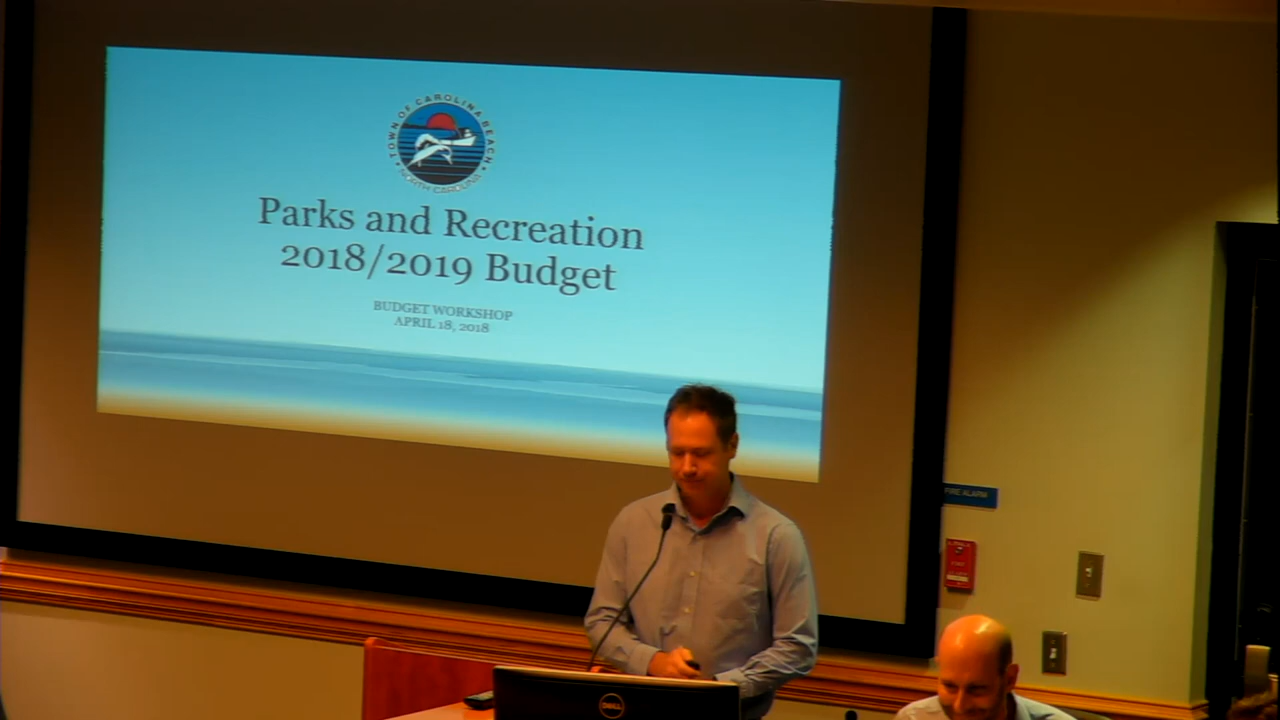 TOWN OF CAROLINA BEACH
NORTH CAROLINA
Parks and Recreation
2018/2019 Budget
BUDGET WORKSHOP
APRIL 18, 2018
FIRE ALARM
DELL